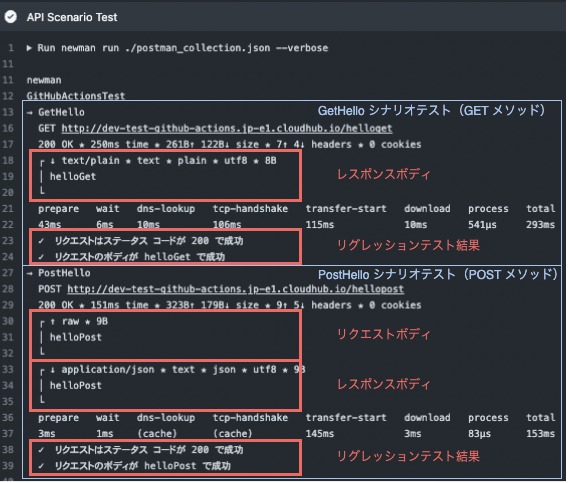 API Scenario Test
1 ▶ Run newman run ./postman_collection.json --verbose
11
11 newman
12 GitHubActionsTest
13 → GetHello GetHello シナリオテスト（GET メソッド）
16 GET http://dev-test-github-actions.jp-e1.cloudhub.io/helloget
17 200 OK ★ 250ms time ★ 261B↑ 122B↓ size ★ 7↑ 4↓ headers ★ 0 cookies
18 ┌ ↓ text/plain ★ text ★ plain ★ utf8 ★ 8B
19 │ helloGet レスポンスボディ
20 └
21 prepare wait dns-lookup tcp-handshake transfer-start download process total
22 43ms 6ms 10ms 106ms 115ms 10ms 541µs 293ms
23 ✓ リクエストはステータス コードが 200 で成功 リグレッションテスト結果
24 ✓ リクエストのボディが helloGet で成功
27 → PostHello PostHello シナリオテスト（POST メソッド）
28 POST http://dev-test-github-actions.jp-e1.cloudhub.io/hellopost
29 200 OK ★ 151ms time ★ 323B↑ 179B↓ size ★ 9↑ 5↓ headers ★ 0 cookies
30 ┌ ↑ raw ★ 9B
31 │ helloPost リクエストボディ
32 └
33 ┌ ↓ application/json ★ text ★ json ★ utf8 ★ 9B
34 │ helloPost レスポンスボディ
35 └
36 prepare wait dns-lookup tcp-handshake transfer-start download process total
37 3ms 1ms (cache) (cache) 145ms 3ms 83µs 153ms
38 ✓ リクエストはステータス コードが 200 で成功 リグレッションテスト結果
39 ✓ リクエストのボディが helloPost で成功